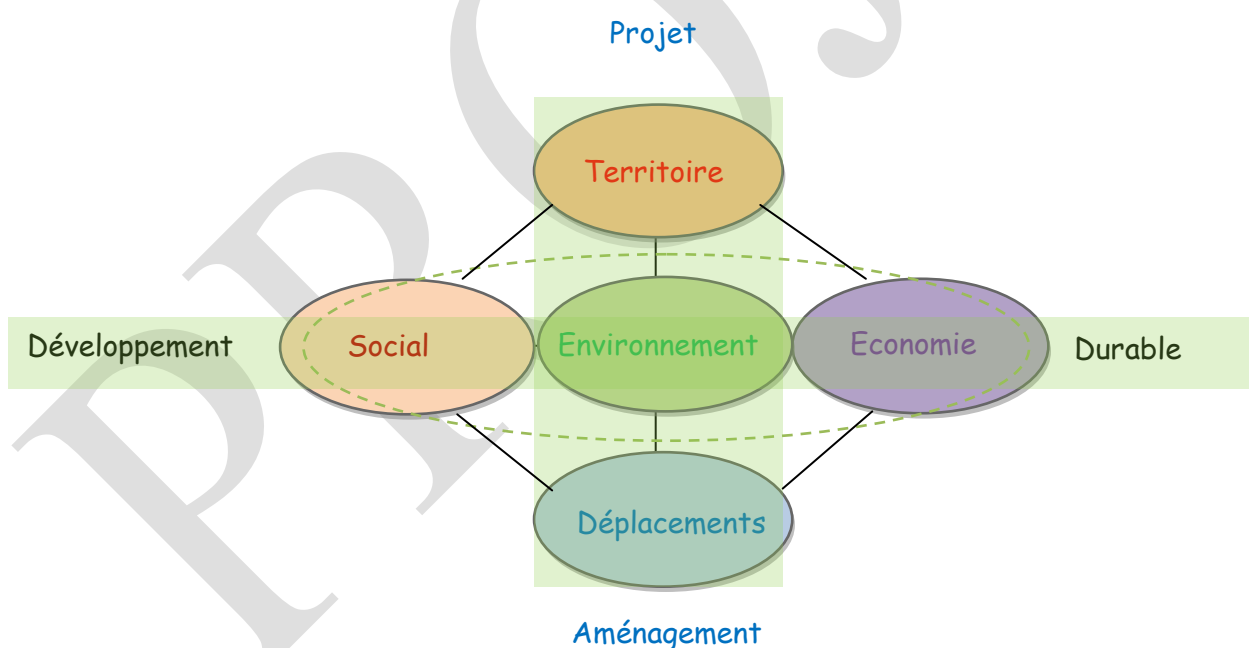 Projet
Territoire
Développement Social Environnement Economie Durable
Déplacements
Aménagement